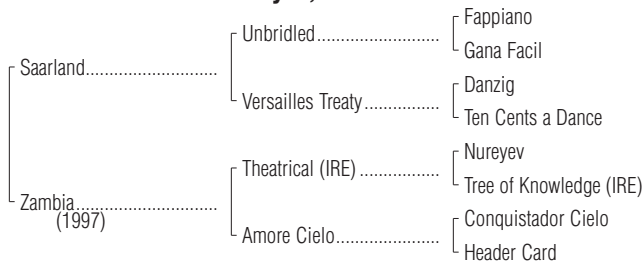 Fappiano
Unbridled
Gana Facil
Saarland
Danzig
Versailles Treaty
Ten Cents a Dance
Nureyev
Theatrical (IRE)
Tree of Knowledge (IRE)
Zambia
(1997)
Conquistador Cielo
Amore Cielo
Header Card